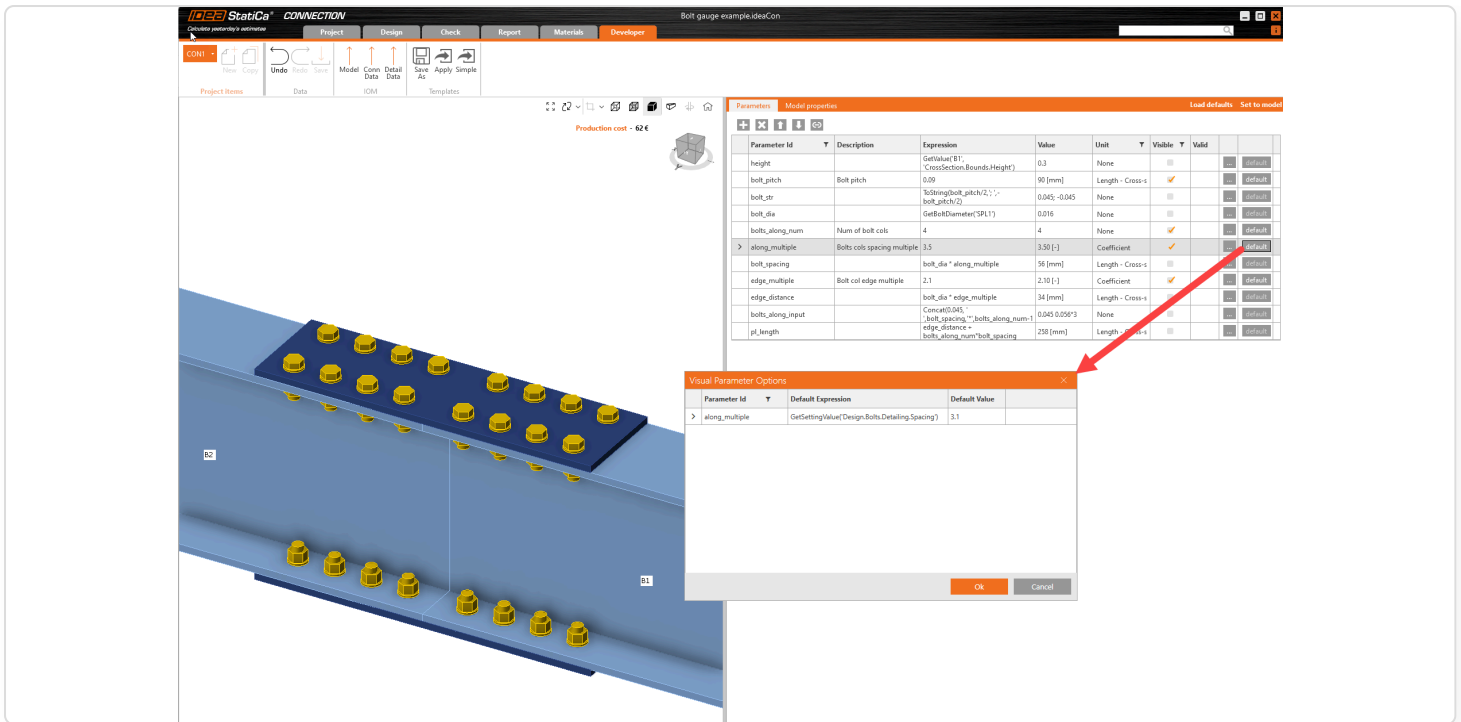 IDEA StatiCa® CONNECTION
Calculate yesterday's estimates
Bolt gauge example.ideaCon
Project Design Check Report Materials Developer
CON1
New Copy Undo Redo Save Model Conn Data Detail Data Save As Apply Simple
Project items Data IOM Templates
Production cost - 62 €
Parameters Model properties Load defaults Set to model
Parameter Id Description Expression Value Unit Visible Valid
height GetValue('B1', 'CrossSection.Bounds.Height') 0.3 None ... default
bolt_pitch Bolt pitch 0.09 90 [mm] Length - Cross-s ... default
bolt_str ToString(bolt_pitch/2,'; ',-bolt_pitch/2) 0.045; -0.045 None ... default
bolt_dia GetBoltDiameter('SPL1') 0.016 None ... default
bolts_along_num Num of bolt cols 4 4 None ... default
> along_multiple Bolts cols spacing multiple 3.5 3.50 [-] Coefficient ... default
bolt_spacing bolt_dia * along_multiple 56 [mm] Length - Cross-s ... default
edge_multiple Bolt col edge multiple 2.1 2.10 [-] Coefficient ... default
edge_distance bolt_dia * edge_multiple 34 [mm] Length - Cross-s ... default
bolts_along_input Concat(0.045, ' ',bolt_spacing,'*',bolts_along_num-1 0.045 0.056*3 None ... default
pl_length edge_distance + bolts_along_num*bolt_spacing 258 [mm] Length - Cross-s ... default
Visual Parameter Options
Parameter Id Default Expression Default Value
> along_multiple GetSettingValue('Design.Bolts.Detailing.Spacing') 3.1
Ok Cancel
B2
B1